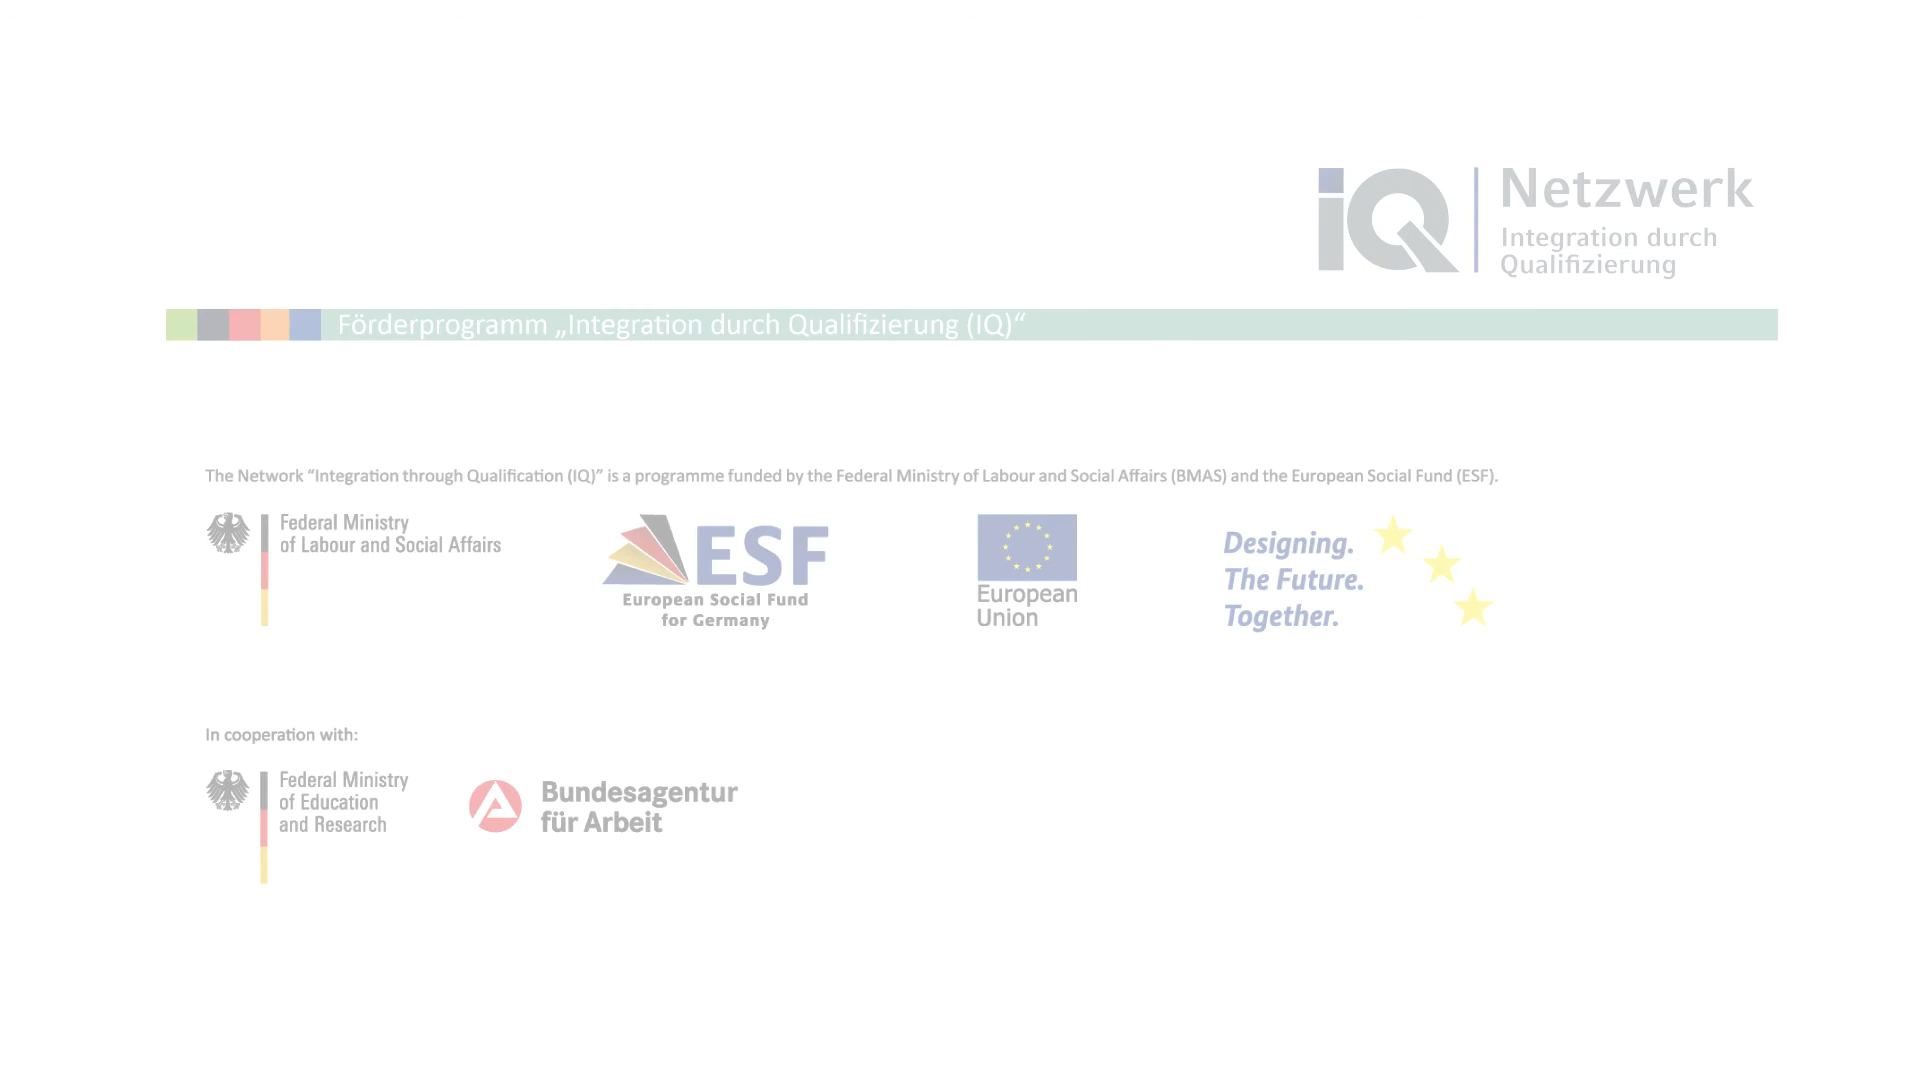 iQ
Netzwerk
Integration durch
Qualifizierung
Förderprogramm „Integration durch Qualifizierung (IQ)“
The Network “Integration through Qualification (IQ)” is a programme funded by the Federal Ministry of Labour and Social Affairs (BMAS) and the European Social Fund (ESF).
Federal Ministry
of Labour and Social Affairs
ESF
European Social Fund
for Germany
European
Union
Designing.
The Future.
Together.
In cooperation with:
Federal Ministry
of Education
and Research
Bundesagentur
für Arbeit